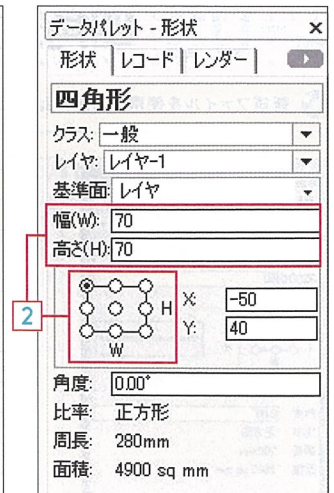 データパレット - 形状 ×
形状 レコード レンダー
四角形
クラス: 一般
レイヤ: レイヤ-1
基準面: レイヤ
幅(W): 70
高さ(H): 70
2
H
W
X: -50
Y: 40
角度: 0.00°
比率: 正方形
周長: 280mm
面積: 4900 sq mm